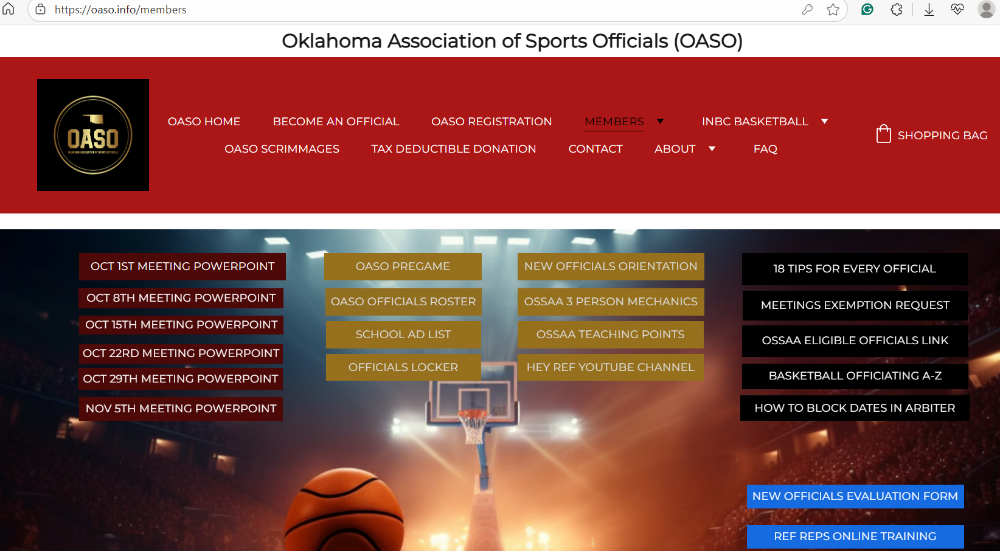 https://oaso.info/members
Oklahoma Association of Sports Officials (OASO)
OASO
OKLAHOMA ASSOCIATION OF SPORTS OFFICIALS
OASO HOME
BECOME AN OFFICIAL
OASO REGISTRATION
MEMBERS
INBC BASKETBALL
OASO SCRIMMAGES
TAX DEDUCTIBLE DONATION
CONTACT
ABOUT
FAQ
SHOPPING BAG
OCT 1ST MEETING POWERPOINT
OCT 8TH MEETING POWERPOINT
OCT 15TH MEETING POWERPOINT
OCT 22RD MEETING POWERPOINT
OCT 29TH MEETING POWERPOINT
NOV 5TH MEETING POWERPOINT
OASO PREGAME
OASO OFFICIALS ROSTER
SCHOOL AD LIST
OFFICIALS LOCKER
NEW OFFICIALS ORIENTATION
OSSAA 3 PERSON MECHANICS
OSSAA TEACHING POINTS
HEY REF YOUTUBE CHANNEL
18 TIPS FOR EVERY OFFICIAL
MEETINGS EXEMPTION REQUEST
OSSAA ELIGIBLE OFFICIALS LINK
BASKETBALL OFFICIATING A-Z
HOW TO BLOCK DATES IN ARBITER
NEW OFFICIALS EVALUATION FORM
REF REPS ONLINE TRAINING